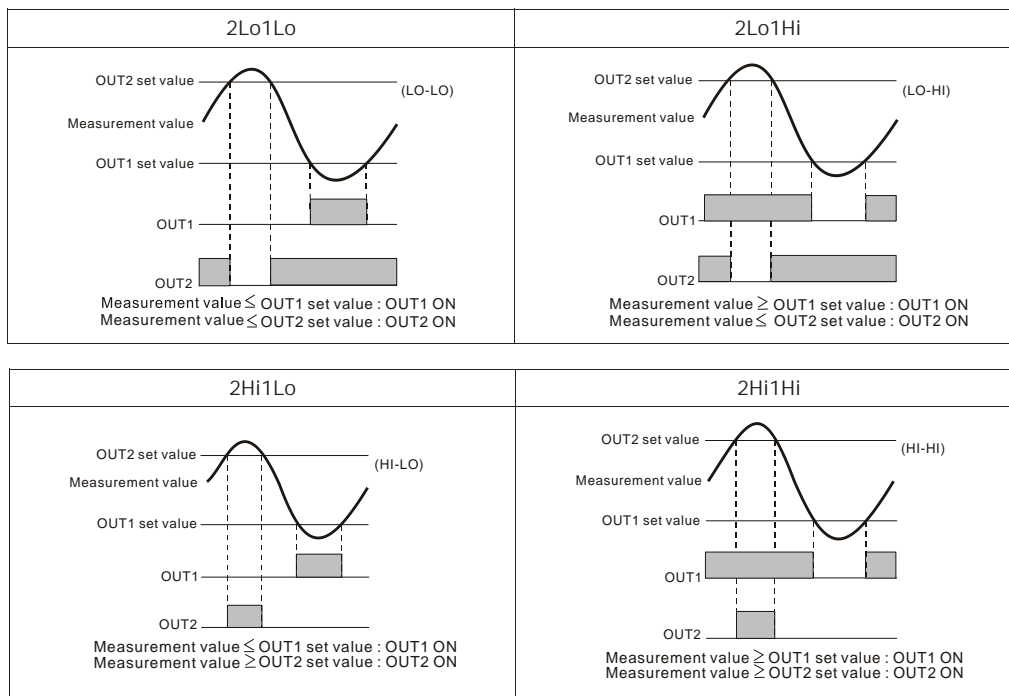 2Lo1Lo
OUT2 set value
(LO-LO)
Measurement value
OUT1 set value
OUT1
OUT2
Measurement value ≤ OUT1 set value : OUT1 ON
Measurement value ≤ OUT2 set value : OUT2 ON
2Lo1Hi
OUT2 set value
(LO-HI)
Measurement value
OUT1 set value
OUT1
OUT2
Measurement value ≥ OUT1 set value : OUT1 ON
Measurement value ≤ OUT2 set value : OUT2 ON
2Hi1Lo
OUT2 set value
(HI-LO)
Measurement value
OUT1 set value
OUT1
OUT2
Measurement value ≤ OUT1 set value : OUT1 ON
Measurement value ≥ OUT2 set value : OUT2 ON
2Hi1Hi
OUT2 set value
(HI-HI)
Measurement value
OUT1 set value
OUT1
OUT2
Measurement value ≥ OUT1 set value : OUT1 ON
Measurement value ≥ OUT2 set value : OUT2 ON